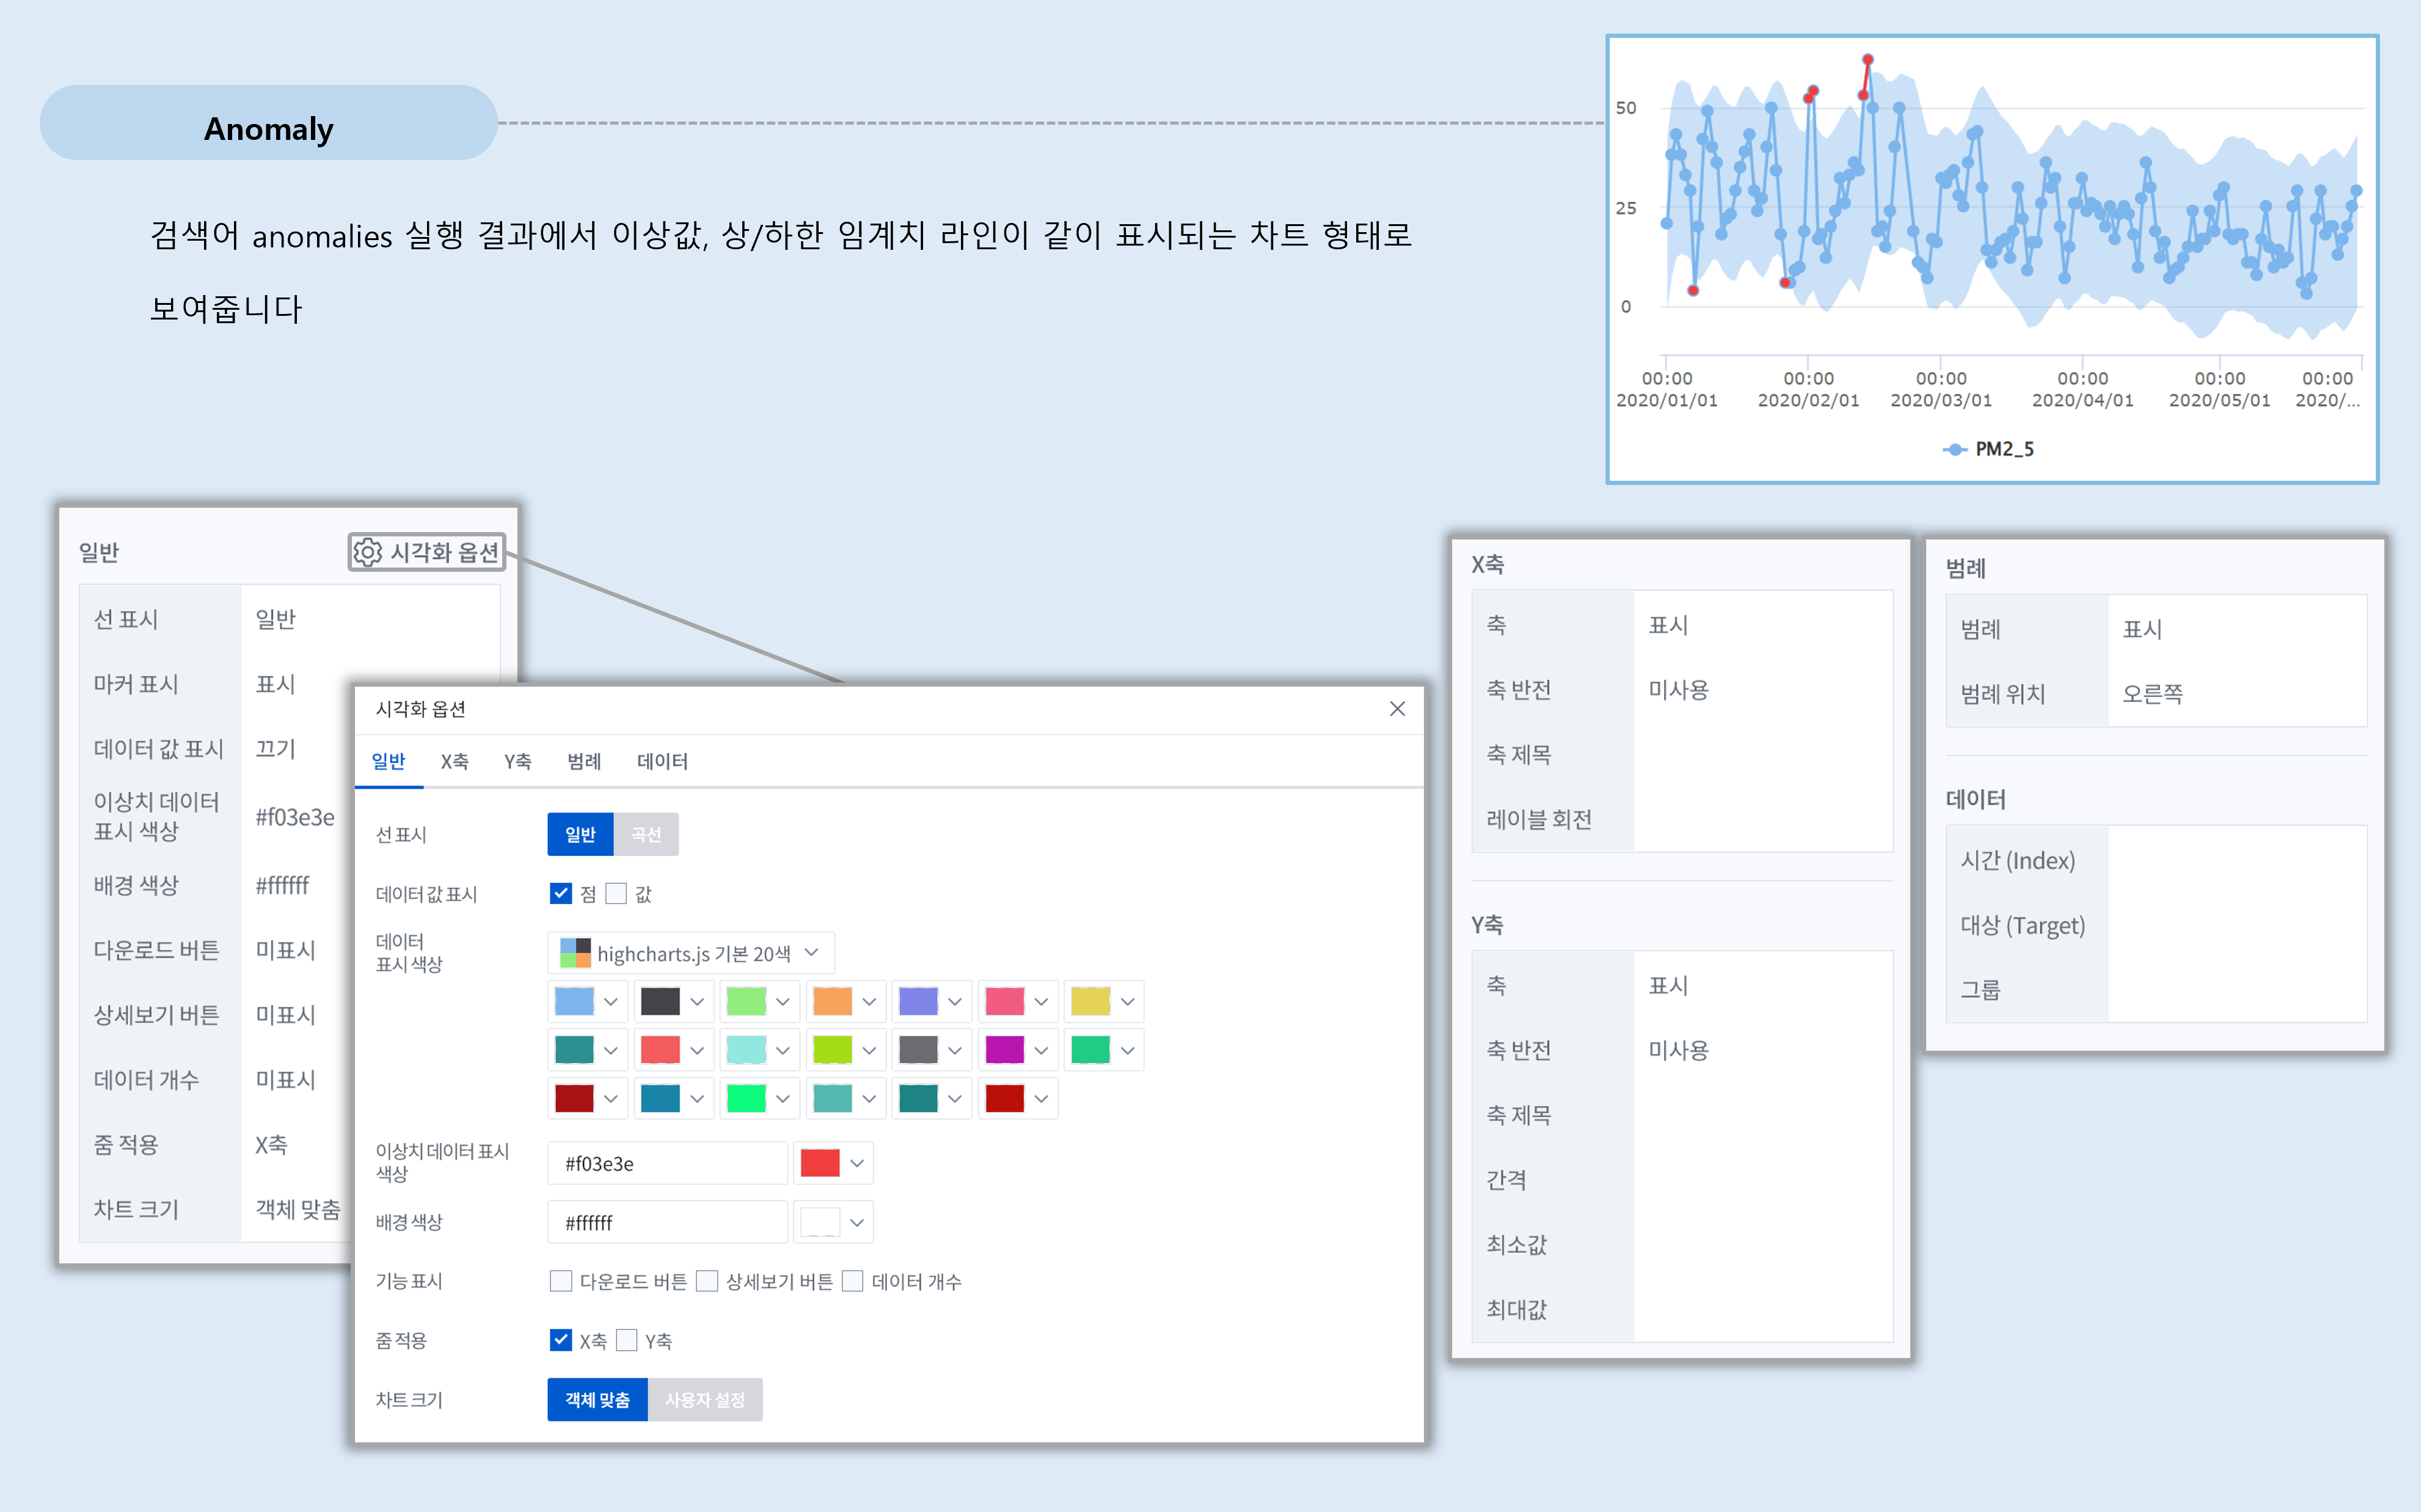 Anomaly
검색어 anomalies 실행 결과에서 이상값, 상/하한 임계치 라인이 같이 표시되는 차트 형태로
보여줍니다
50
25
0
00:00 00:00 00:00 00:00 00:00 00:00
2020/01/01 2020/02/01 2020/03/01 2020/04/01 2020/05/01 2020/...
PM2_5
일반 시각화 옵션
선 표시 일반
마커 표시 표시
데이터 값 표시 끄기
이상치 데이터
표시 색상 #f03e3e
배경 색상 #ffffff
다운로드 버튼 미표시
상세보기 버튼 미표시
데이터 개수 미표시
줌 적용 X축
차트 크기 객체 맞춤
시각화 옵션
일반 X축 Y축 범례 데이터
선 표시 일반 곡선
데이터 값 표시 점 값
데이터
표시 색상 highcharts.js 기본 20색
이상치 데이터 표시
색상 #f03e3e
배경 색상 #ffffff
기능 표시 다운로드 버튼 상세보기 버튼 데이터 개수
줌 적용 X축 Y축
차트 크기 객체 맞춤 사용자 설정
X축
축 표시
축 반전 미사용
축 제목
레이블 회전
Y축
축 표시
축 반전 미사용
축 제목
간격
최소값
최대값
범례
범례 표시
범례 위치 오른쪽
데이터
시간 (Index)
대상 (Target)
그룹